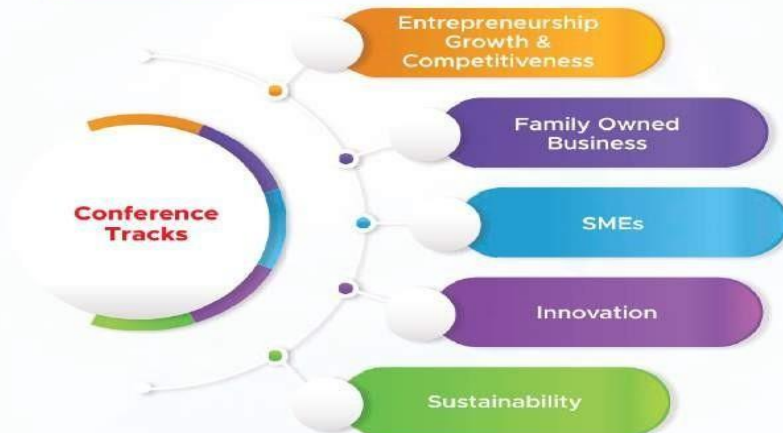 Conference
Tracks
Entrepreneurship
Growth &
Competitiveness
Family Owned
Business
SMEs
Innovation
Sustainability